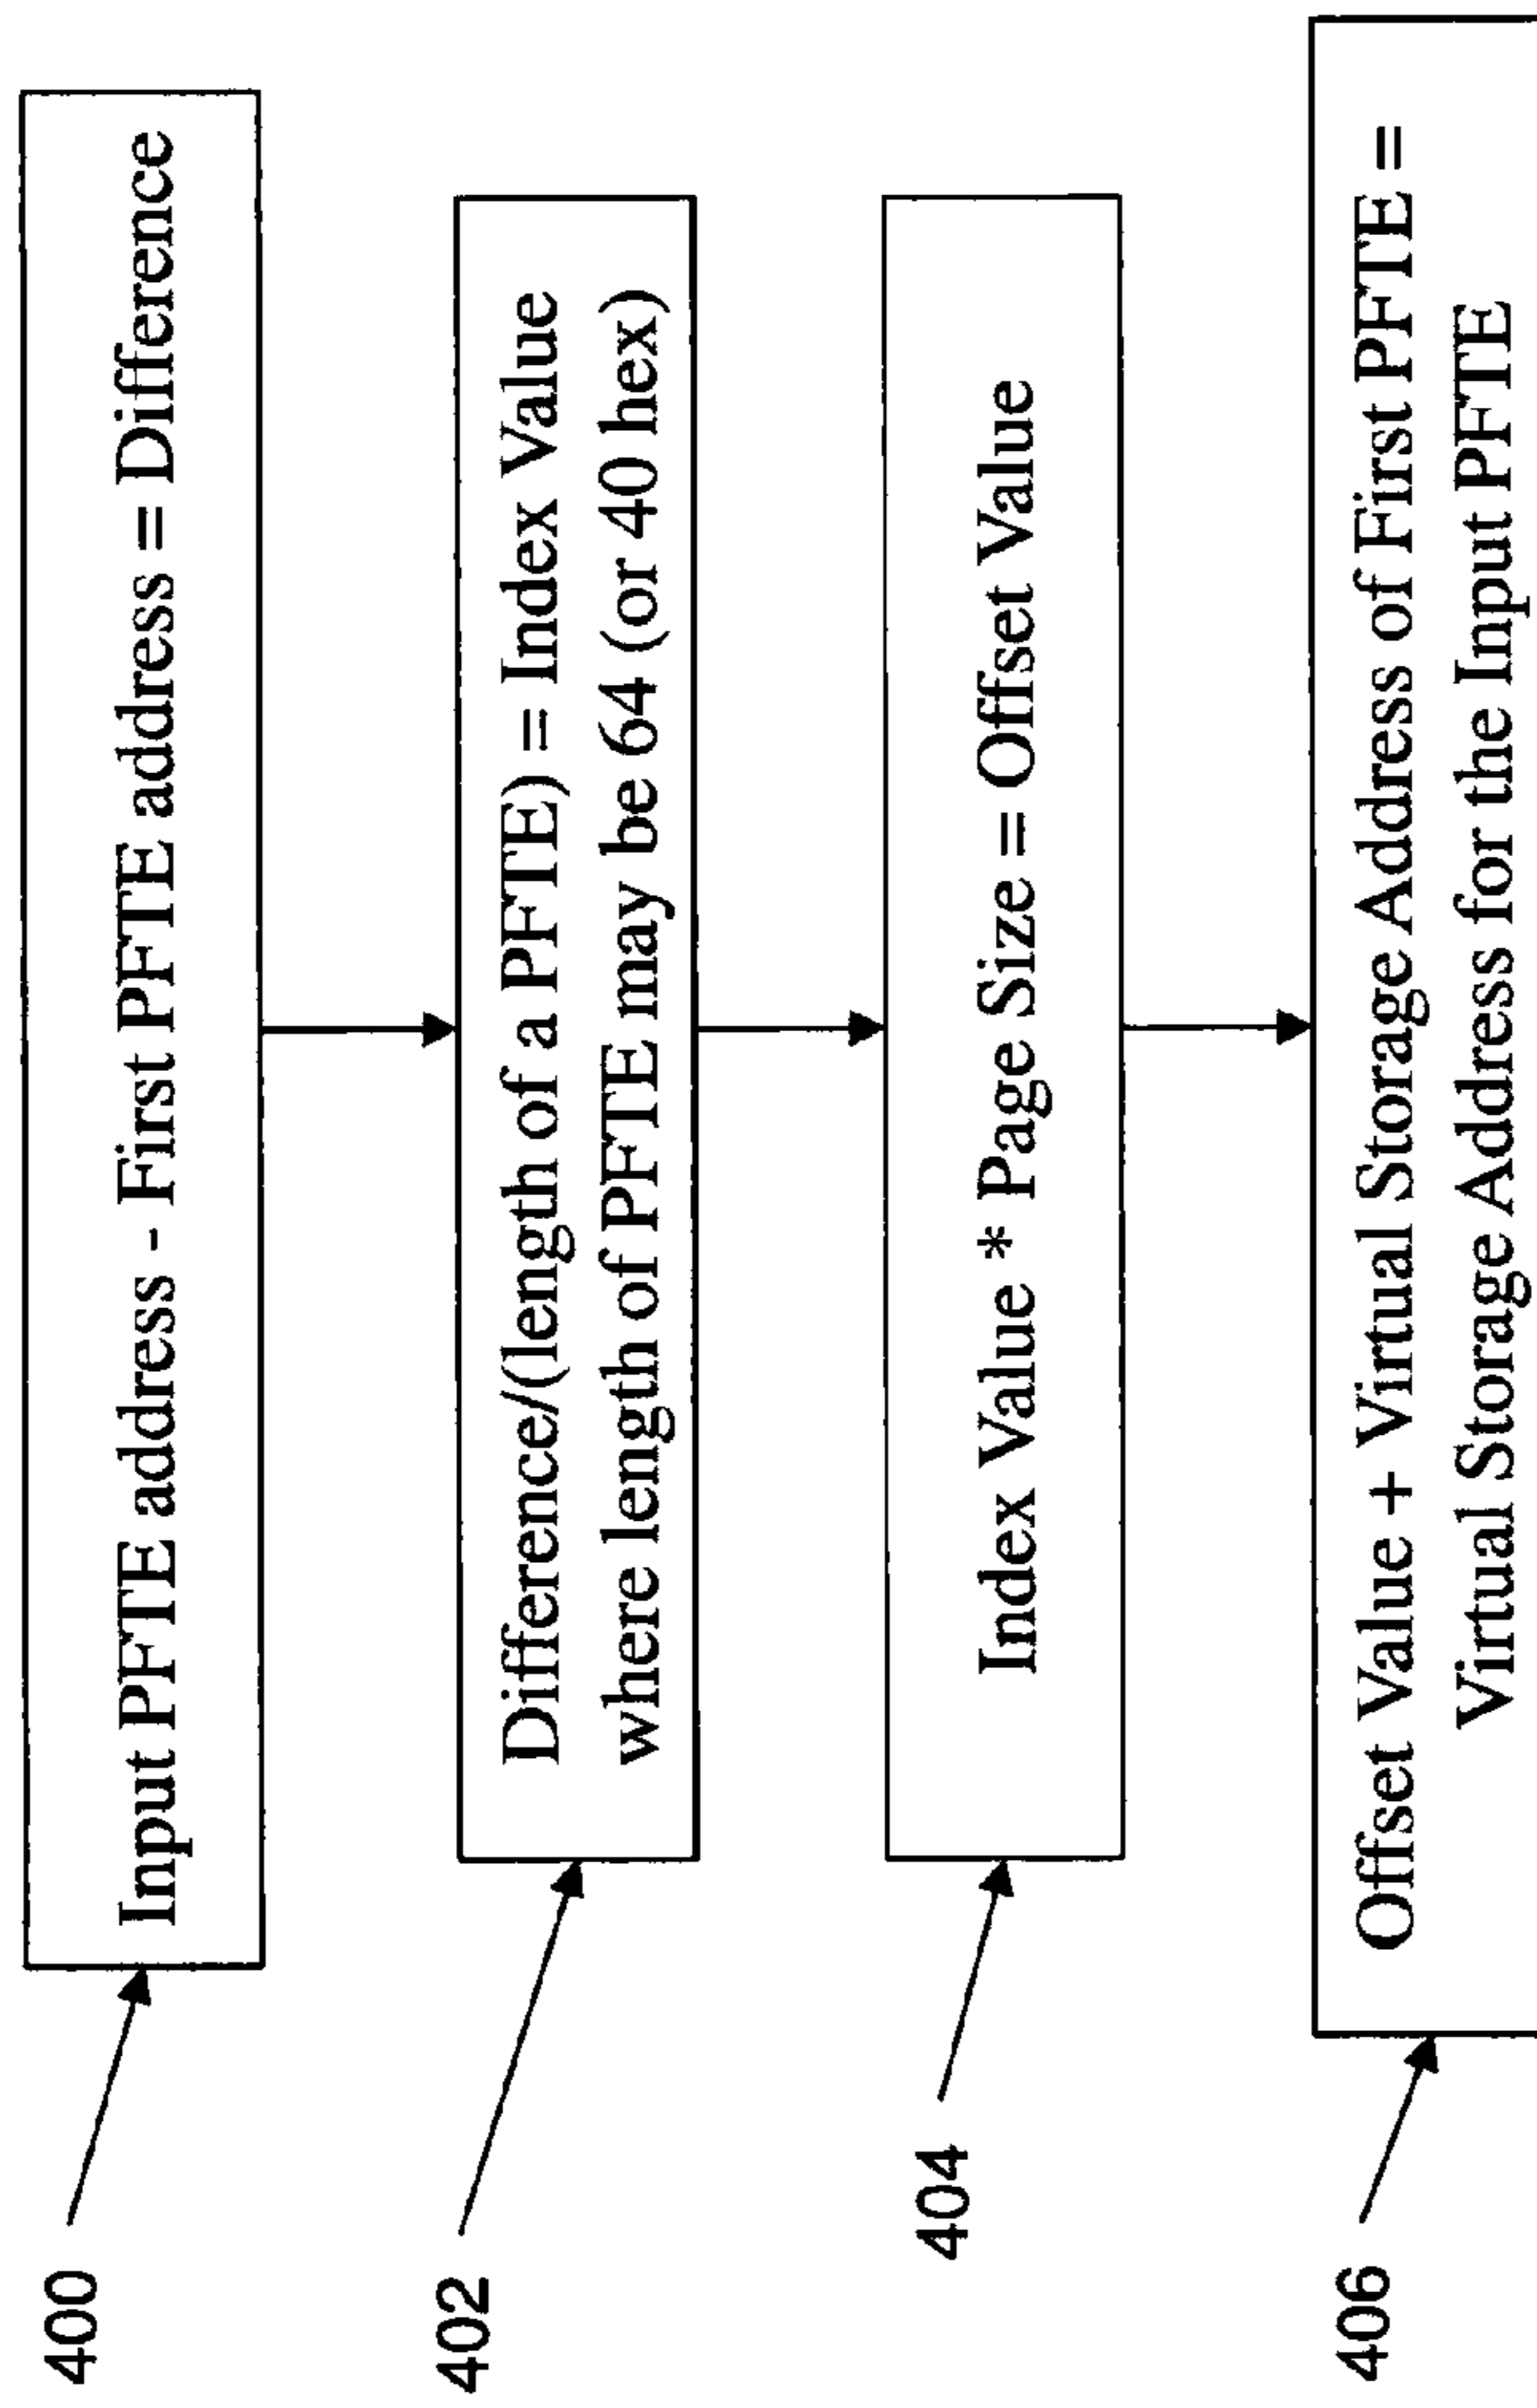 400
Input PFTE address - First PFTE address = Difference
402
Difference/(length of a PFTE) = Index Value
where length of PFTE may be 64 (or 40 hex)
404
Index Value * Page Size = Offset Value
406
Offset Value + Virtual Storage Address of First PFTE =
Virtual Storage Address for the Input PFTE